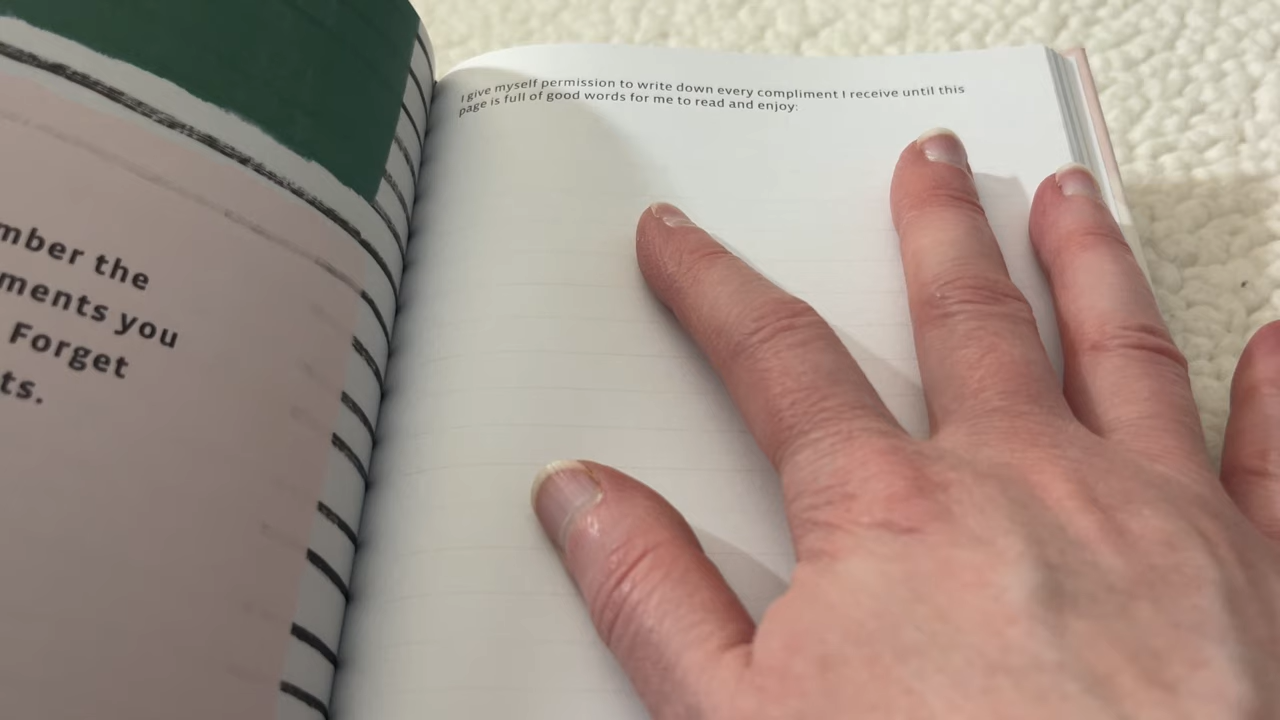 mber the
ments you
Forget
ts.
I give myself permission to write down every compliment I receive until this
page is full of good words for me to read and enjoy: